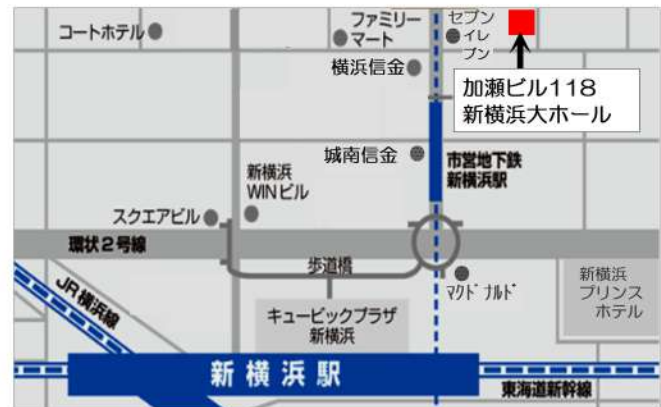 コートホテル
ファミリー
マート
セブン
イレ
ブン
横浜信金
加瀬ビル118
新横浜大ホール
城南信金
市営地下鉄
新横浜駅
新横浜
WINビル
スクエアビル
環状2号線
歩道橋
マクドナルド
新横浜
プリンス
ホテル
JR横浜線
キュービックプラザ
新横浜
新横浜駅
東海道新幹線